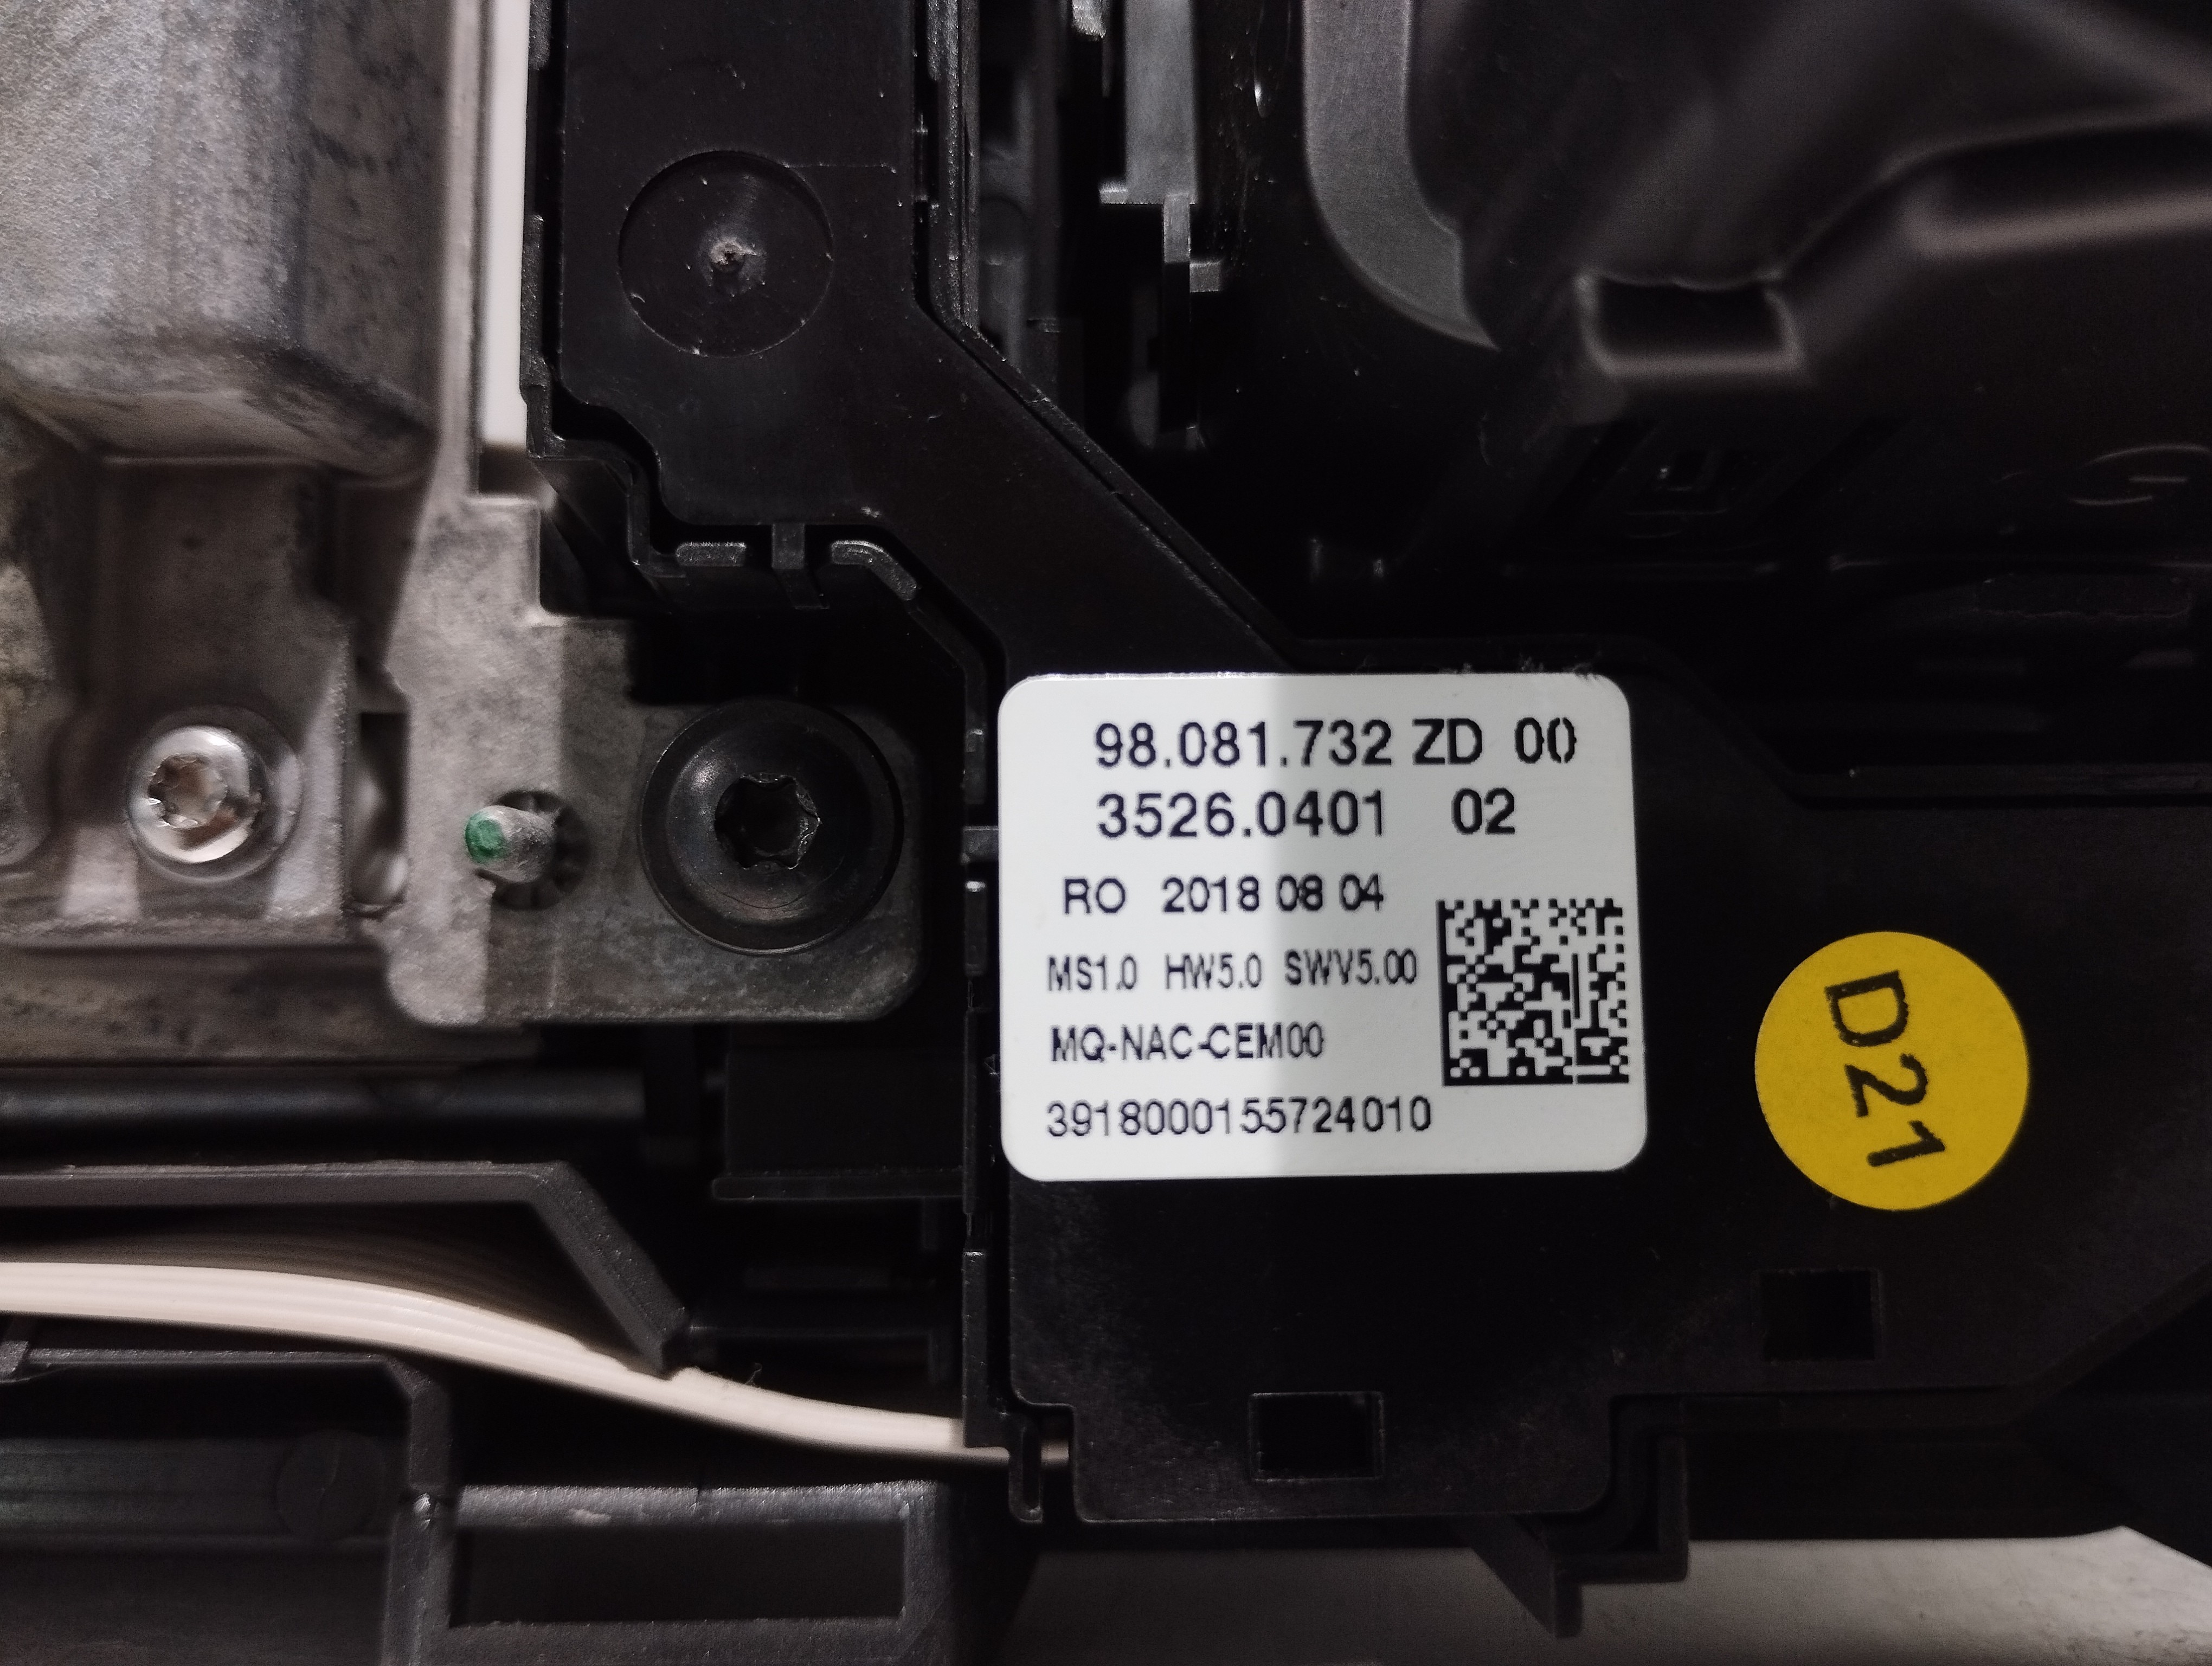 98.081.732 ZD 00
3526.0401 02
RO 2018 08 04
MS1.0 HW5.0 SWV5.00
MQ-NAC-CEM00
3918000155724010
D21